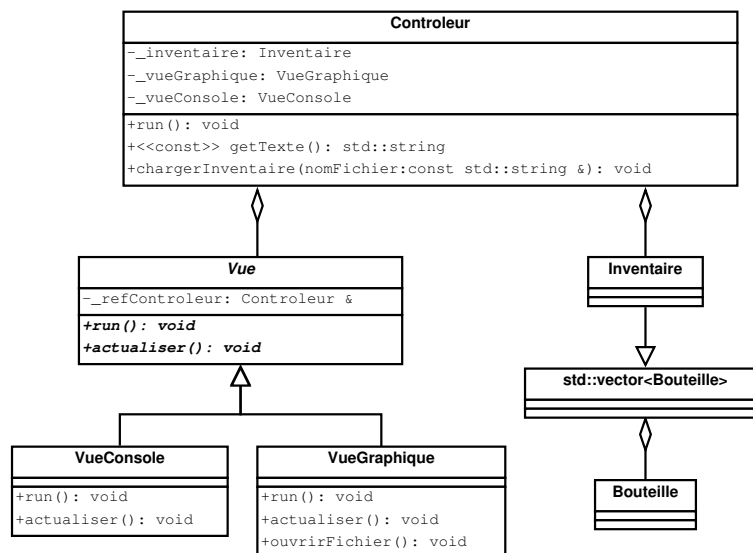 Controleur
-_inventaire: Inventaire
-_vueGraphique: VueGraphique
-_vueConsole: VueConsole
+run(): void
+<<const>> getTexte(): std::string
+chargerInventaire(nomFichier:const std::string &): void
Vue
-_refControleur: Controleur &
+run(): void
+actualiser(): void
Inventaire
std::vector<Bouteille>
VueConsole
+run(): void
+actualiser(): void
VueGraphique
+run(): void
+actualiser(): void
+ouvrirFichier(): void
Bouteille